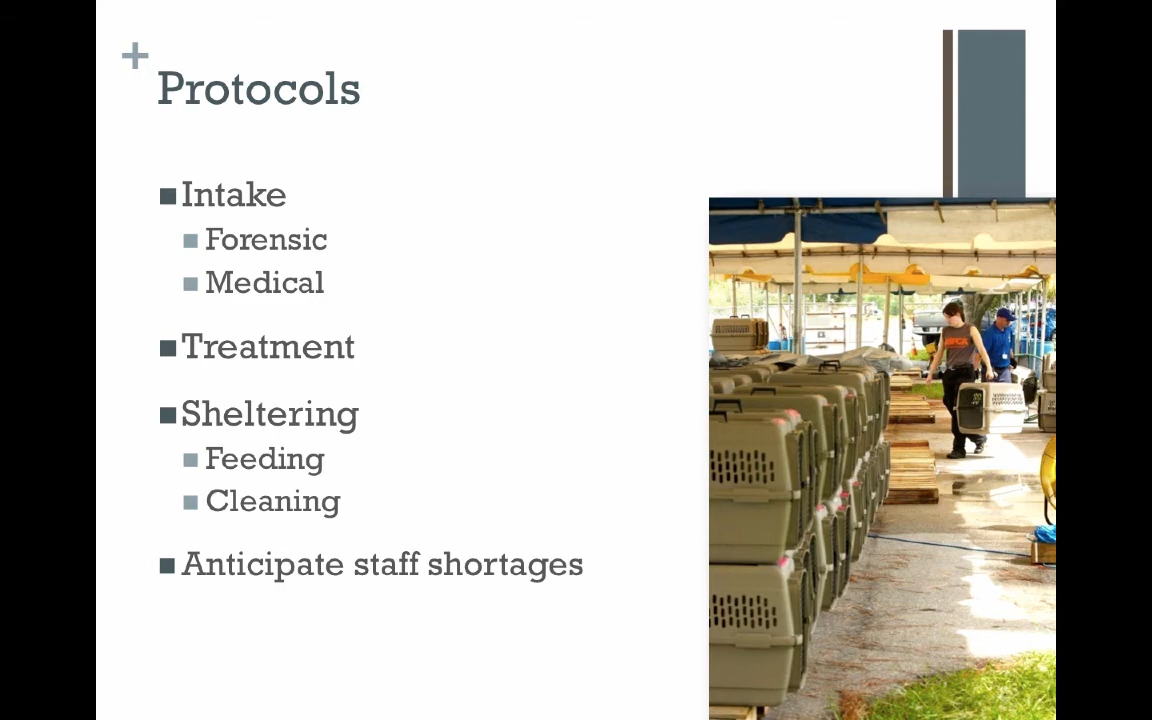 +
Protocols
Intake
Forensic
Medical
Treatment
Sheltering
Feeding
Cleaning
Anticipate staff shortages